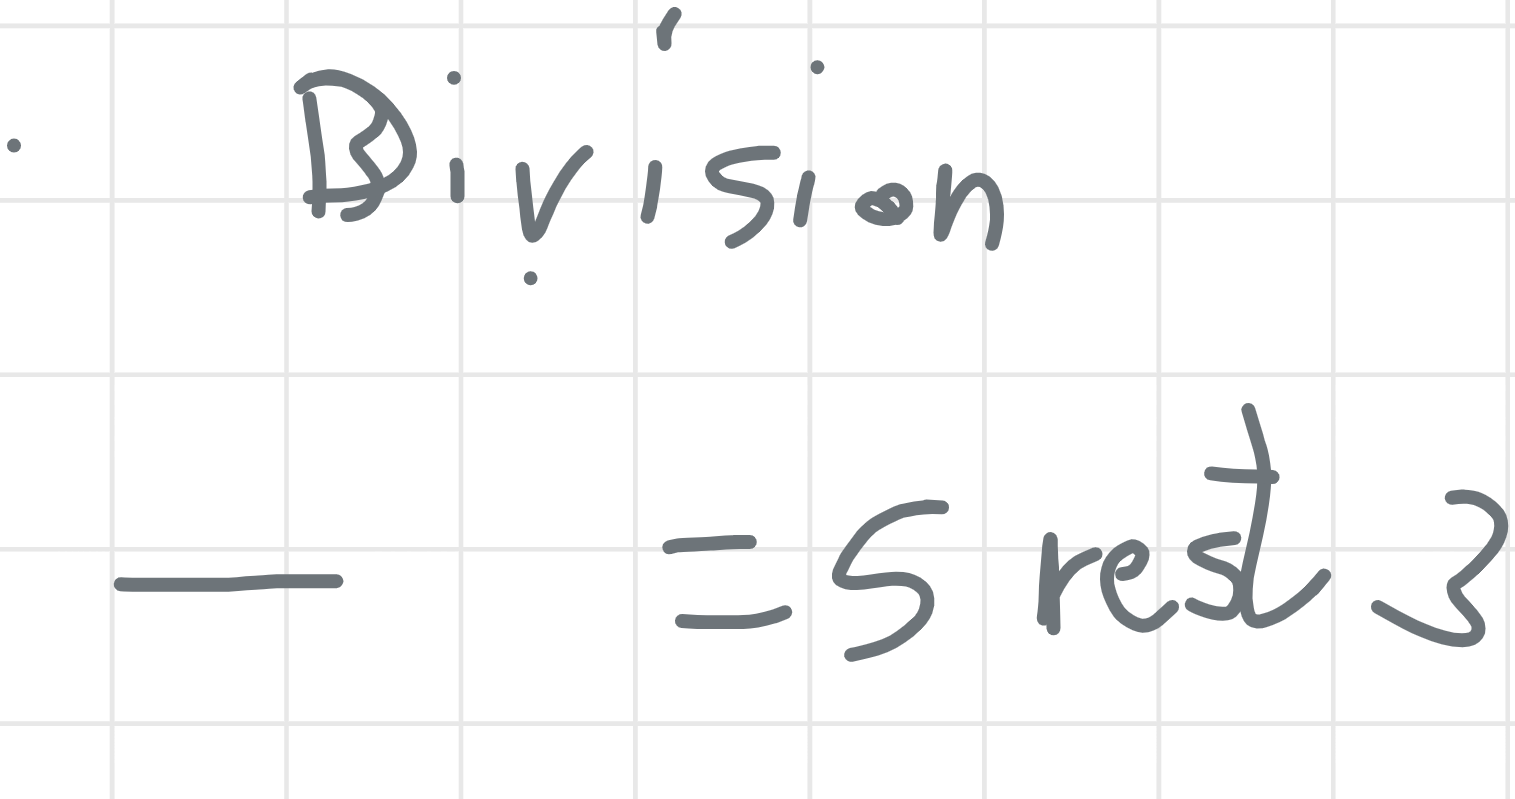 Division
— = 5 rest 3